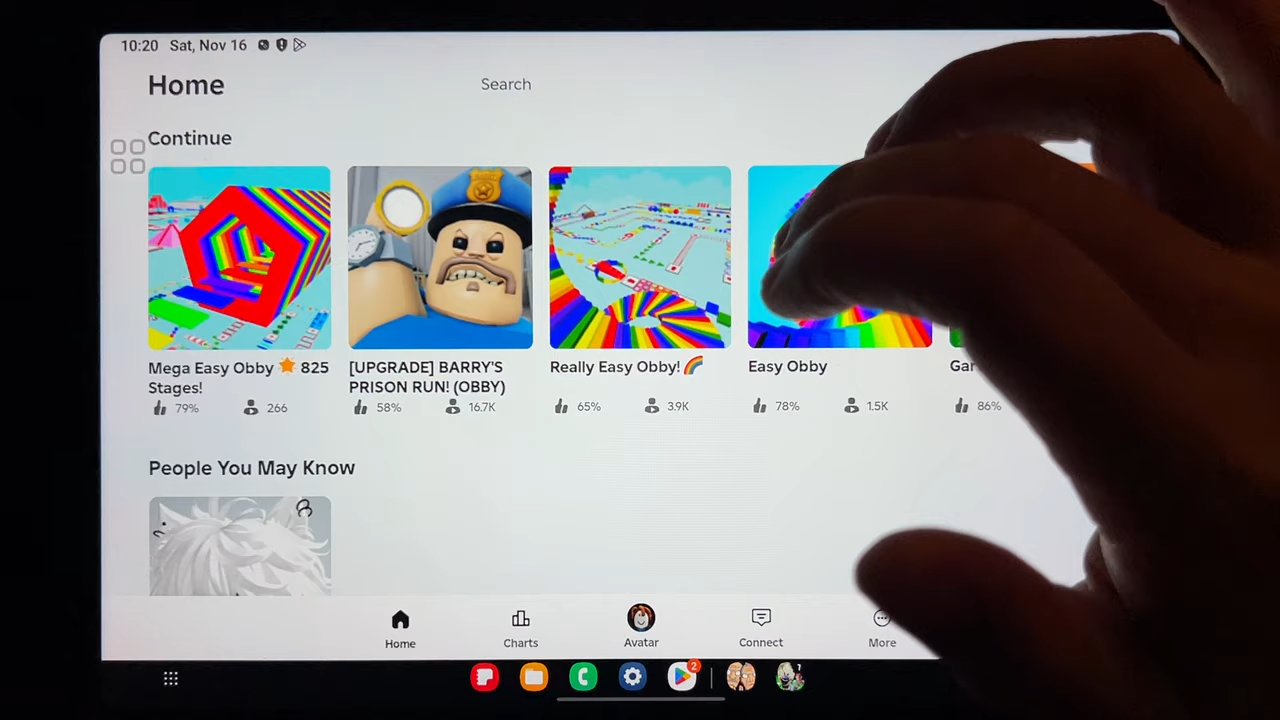 10:20 Sat, Nov 16
Home
Search
Continue
Mega Easy Obby ⭐ 825
Stages!
79% 266
[UPGRADE] BARRY'S
PRISON RUN! (OBBY)
58% 16.7K
Really Easy Obby! 🌈
65% 3.9K
Easy Obby
78% 1.5K
Gar
86%
People You May Know
Home
Charts
Avatar
Connect
More
2
1